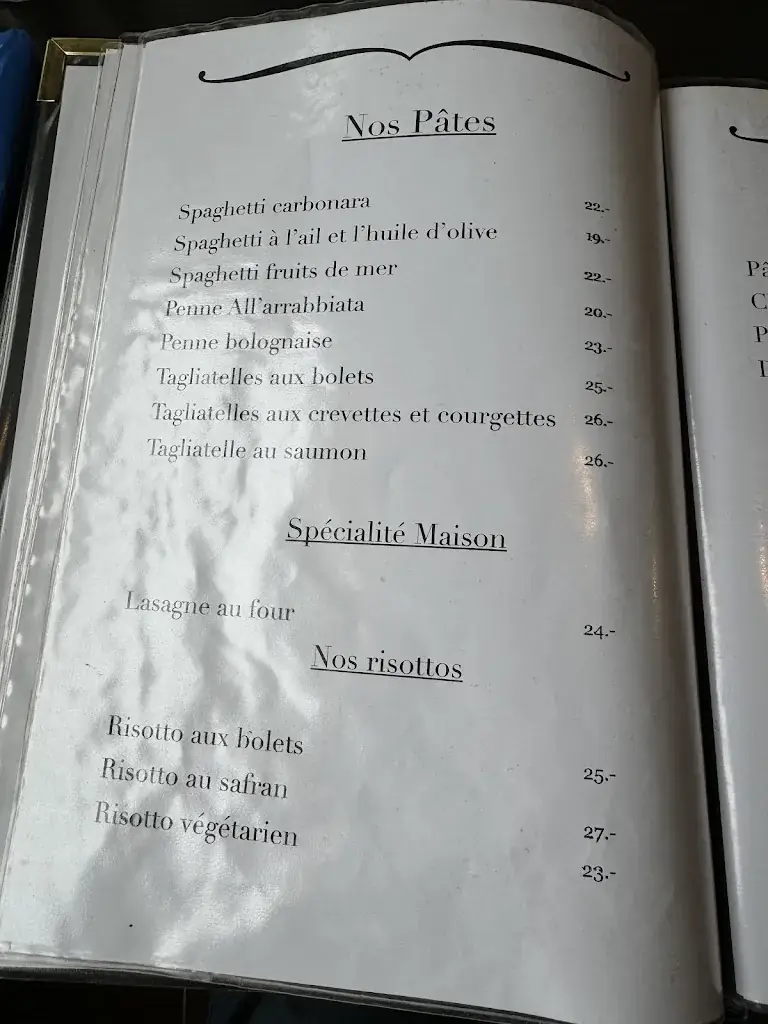 Nos Pâtes
Spaghetti carbonara 22.-
Spaghetti à l'ail et l'huile d'olive 19.-
Spaghetti fruits de mer 22.-
Penne All'arrabbiata 20.-
Penne bolognaise 23.-
Tagliatelles aux bolets 25.-
Tagliatelles aux crevettes et courgettes 26.-
Tagliatelle au saumon 26.-
Spécialité Maison
Lasagne au four 24.-
Nos risottos
Risotto aux bolets 25.-
Risotto au safran 27.-
Risotto végétarien 23.-